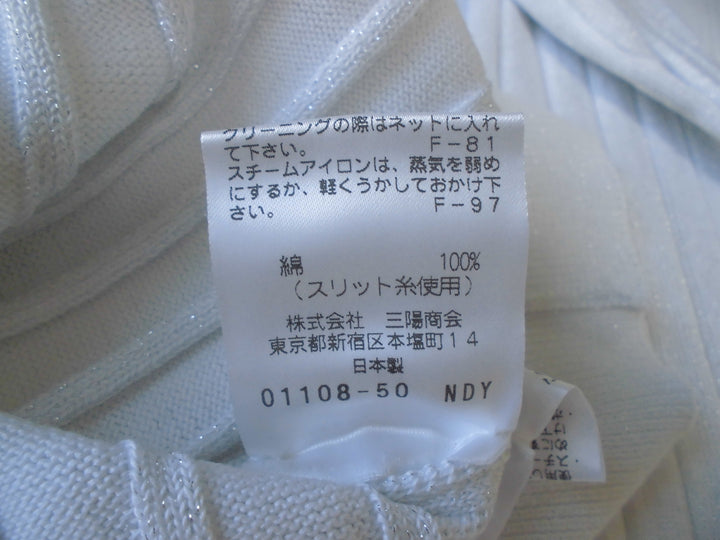 クリーニングの際はネットに入れ
て下さい。 F-81
スチームアイロンは、蒸気を弱め
にするか、軽くうかしておかけ下
さい。 F-97
綿 100%
(スリット糸使用)
株式会社 三陽商会
東京都新宿区本塩町14
日本製
01108-50 NDY